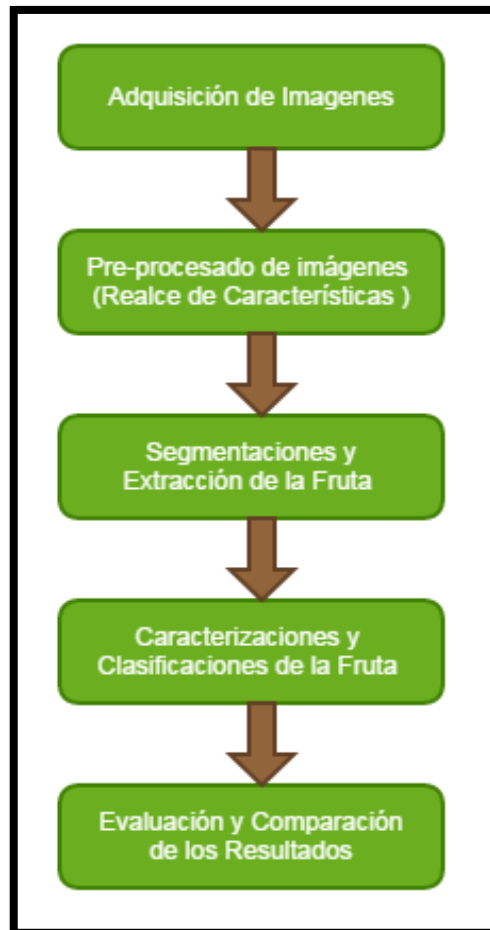 Adquisición de Imagenes
Pre-procesado de imágenes
(Realce de Características )
Segmentaciones y
Extracción de la Fruta
Caracterizaciones y
Clasificaciones de la Fruta
Evaluación y Comparación
de los Resultados